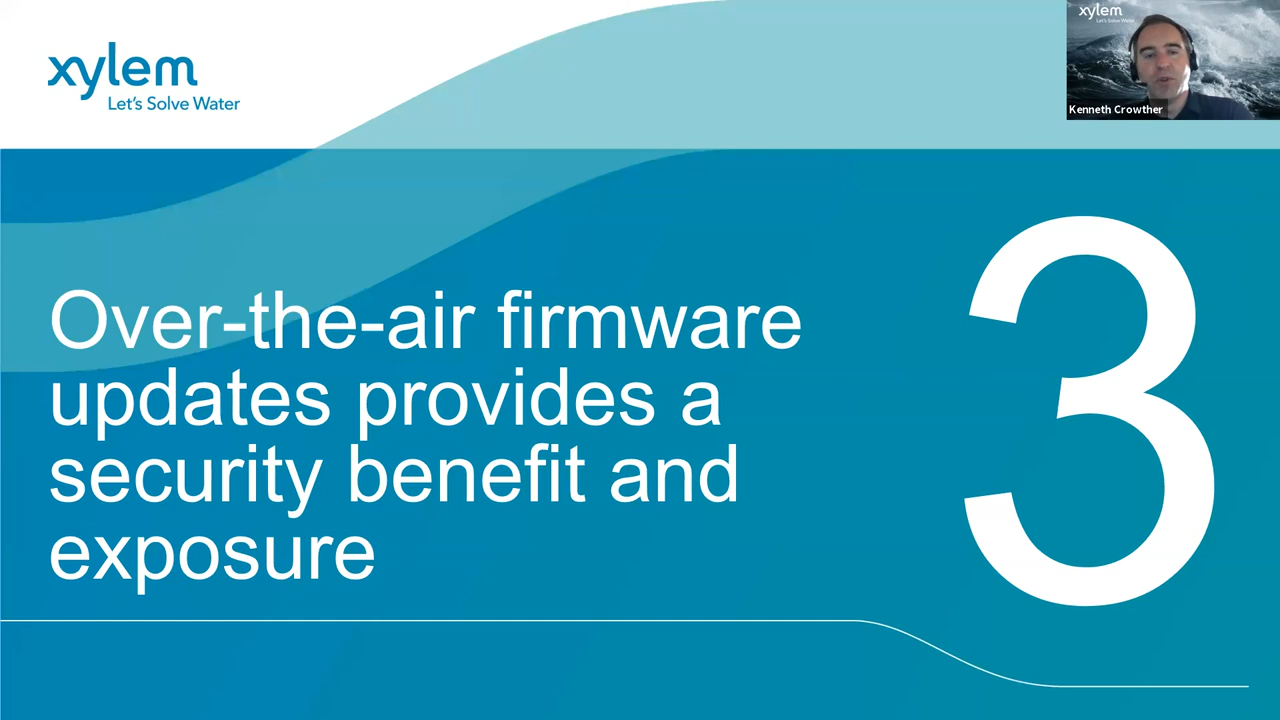 xylem
Let's Solve Water
xylem
Let's Solve Water
Kenneth Crowther
Over-the-air firmware
updates provides a
security benefit and
exposure
3